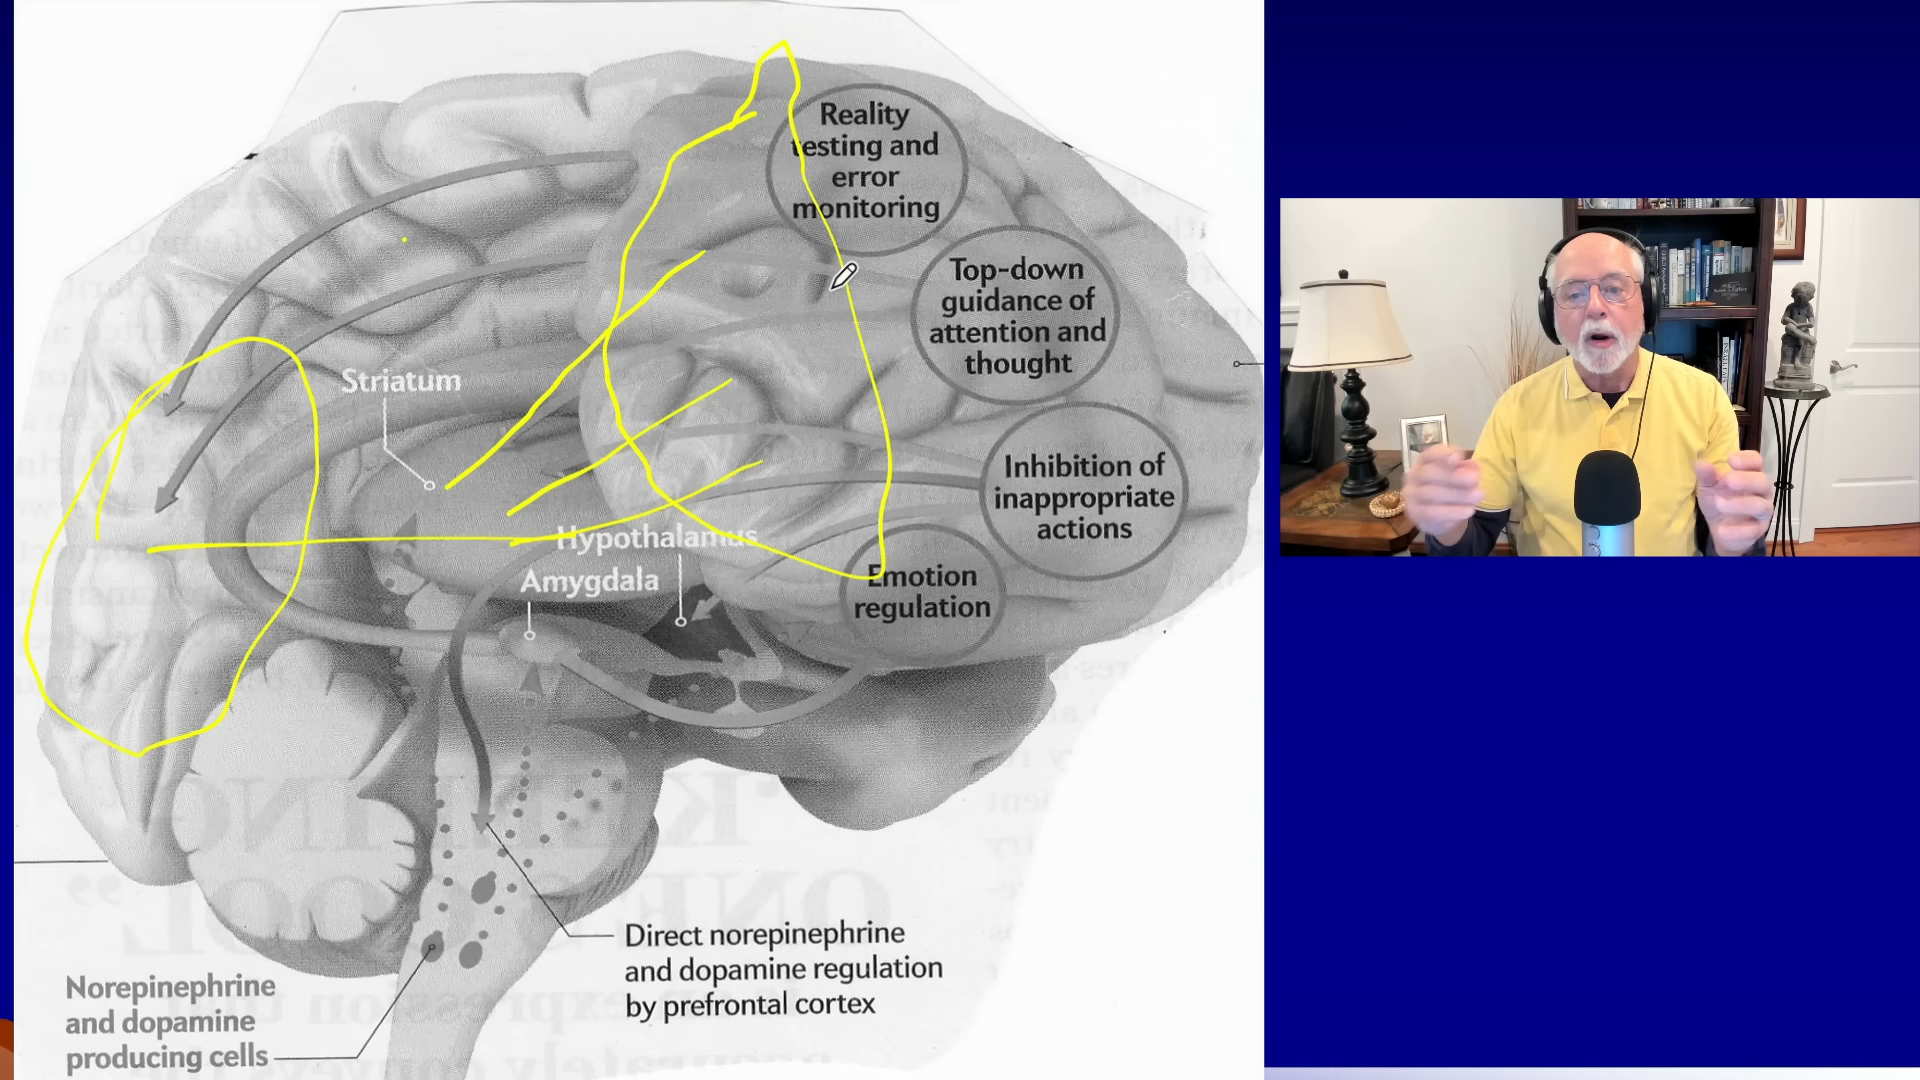 Reality
testing and
error
monitoring
Top-down
guidance of
attention and
thought
Striatum
Inhibition of
inappropriate
actions
Hypothalamus
Amygdala
Emotion
regulation
Direct norepinephrine
and dopamine regulation
by prefrontal cortex
Norepinephrine
and dopamine
producing cells